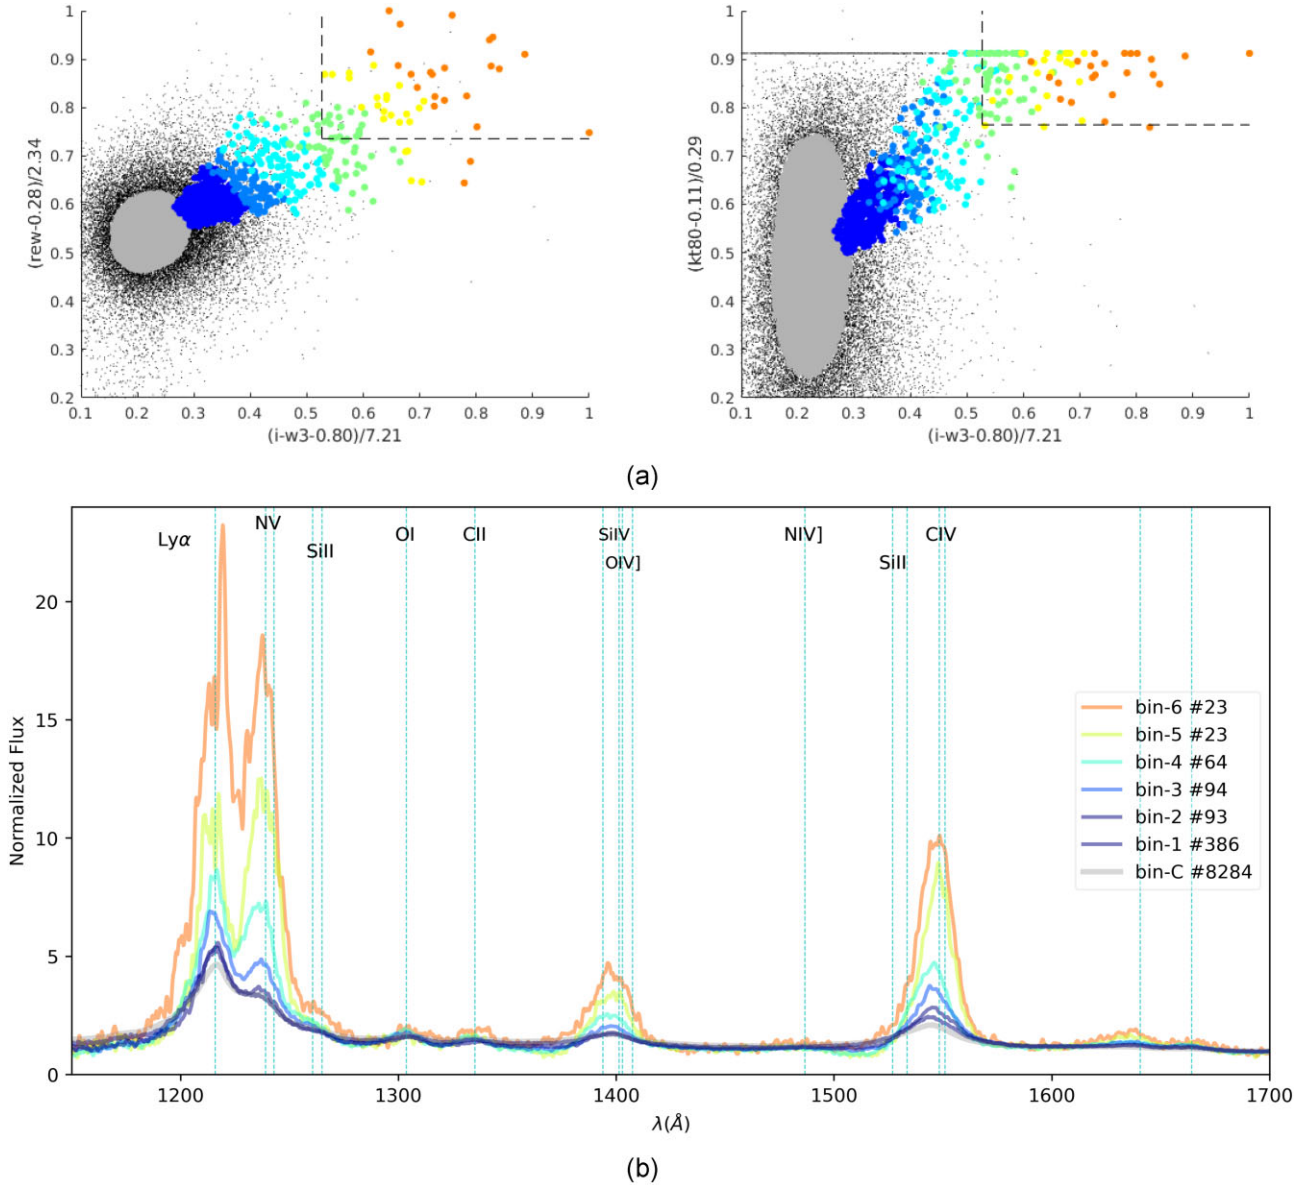 1
0.9
0.8
0.7
0.6
0.5
0.4
0.3
0.2
0.1 0.2 0.3 0.4 0.5 0.6 0.7 0.8 0.9 1
(rew-0.28)/2.34
(i-w3-0.80)/7.21
1
0.9
0.8
0.7
0.6
0.5
0.4
0.3
0.2
0.1 0.2 0.3 0.4 0.5 0.6 0.7 0.8 0.9 1
(kt80-0.11)/0.29
(i-w3-0.80)/7.21
(a)
Lyα
NV
SiII
OI
CII
SiIV
OIV]
NIV]
SiII
CIV
20
15
10
5
0
Normalized Flux
bin-6 #23
bin-5 #23
bin-4 #64
bin-3 #94
bin-2 #93
bin-1 #386
bin-C #8284
1200 1300 1400 1500 1600 1700
λ(Å)
(b)